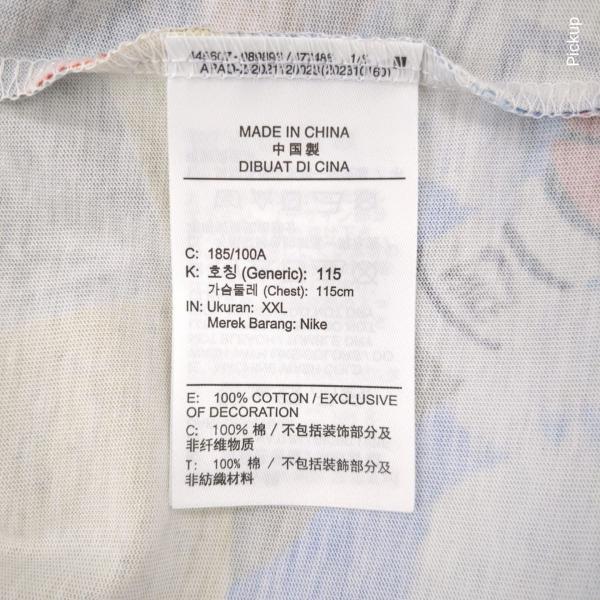 Pickup
MADE IN CHINA
中国製
DIBUAT DI CINA
C: 185/100A
K: 호칭 (Generic): 115
가슴둘레 (Chest): 115cm
IN: Ukuran: XXL
Merek Barang: Nike
E: 100% COTTON / EXCLUSIVE
OF DECORATION
C: 100% 棉 / 不包括装饰部分及
非纤维物质
T: 100% 棉 / 不包括裝飾部分及
非紡織材料